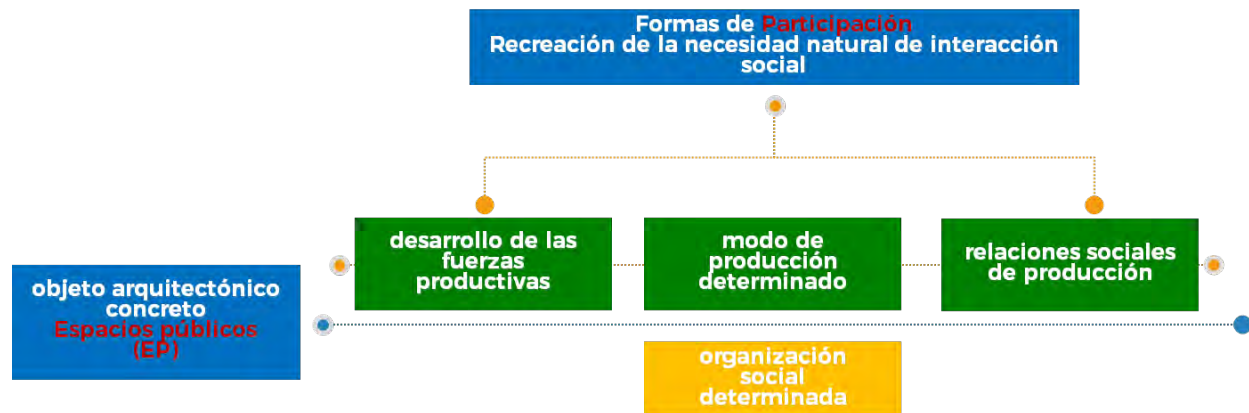 Formas de Participación
Recreación de la necesidad natural de interacción
social
desarrollo de las
fuerzas
productivas
modo de
producción
determinado
relaciones sociales
de producción
objeto arquitectónico
concreto
Espacios públicos
(EP)
organización
social
determinada